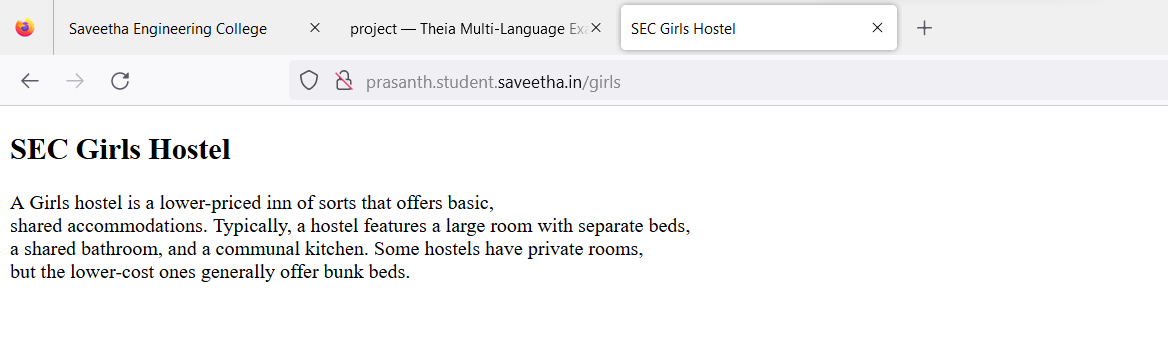 Saveetha Engineering College
project — Theia Multi-Language Exa
SEC Girls Hostel
prasanth.student.saveetha.in/girls
SEC Girls Hostel
A Girls hostel is a lower-priced inn of sorts that offers basic,
shared accommodations. Typically, a hostel features a large room with separate beds,
a shared bathroom, and a communal kitchen. Some hostels have private rooms,
but the lower-cost ones generally offer bunk beds.